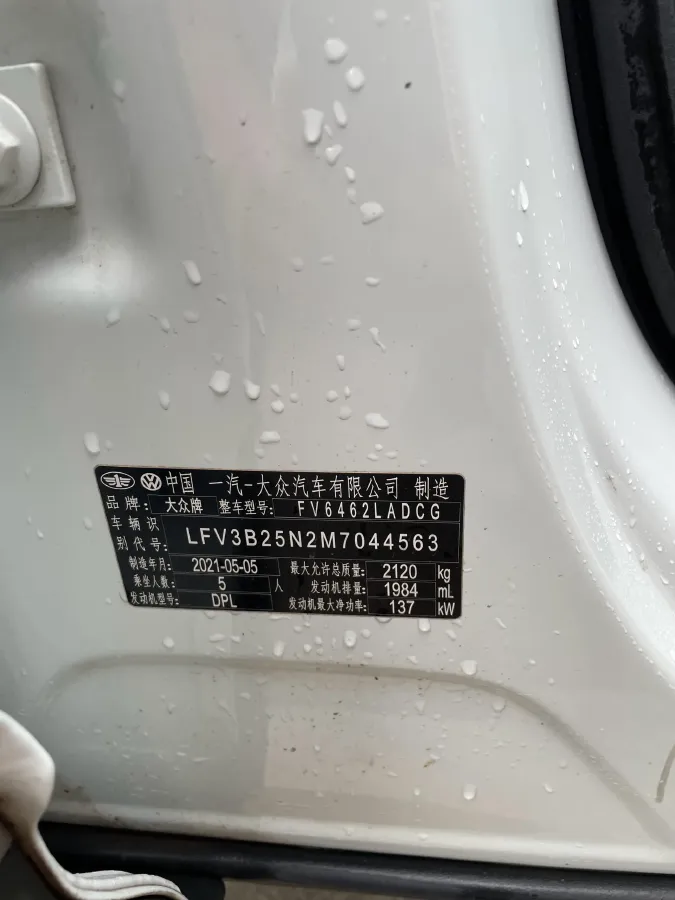 中国 一汽-大众汽车有限公司 制造
品牌: 大众牌 整车型号: FV6462LADCG
车辆识别代号: LFV3B25N2M7044563
制造年月: 2021-05-05 最大允许总质量: 2120 kg
乘坐人数: 5 人 发动机排量: 1984 mL
发动机型号: DPL 发动机最大净功率: 137 kW